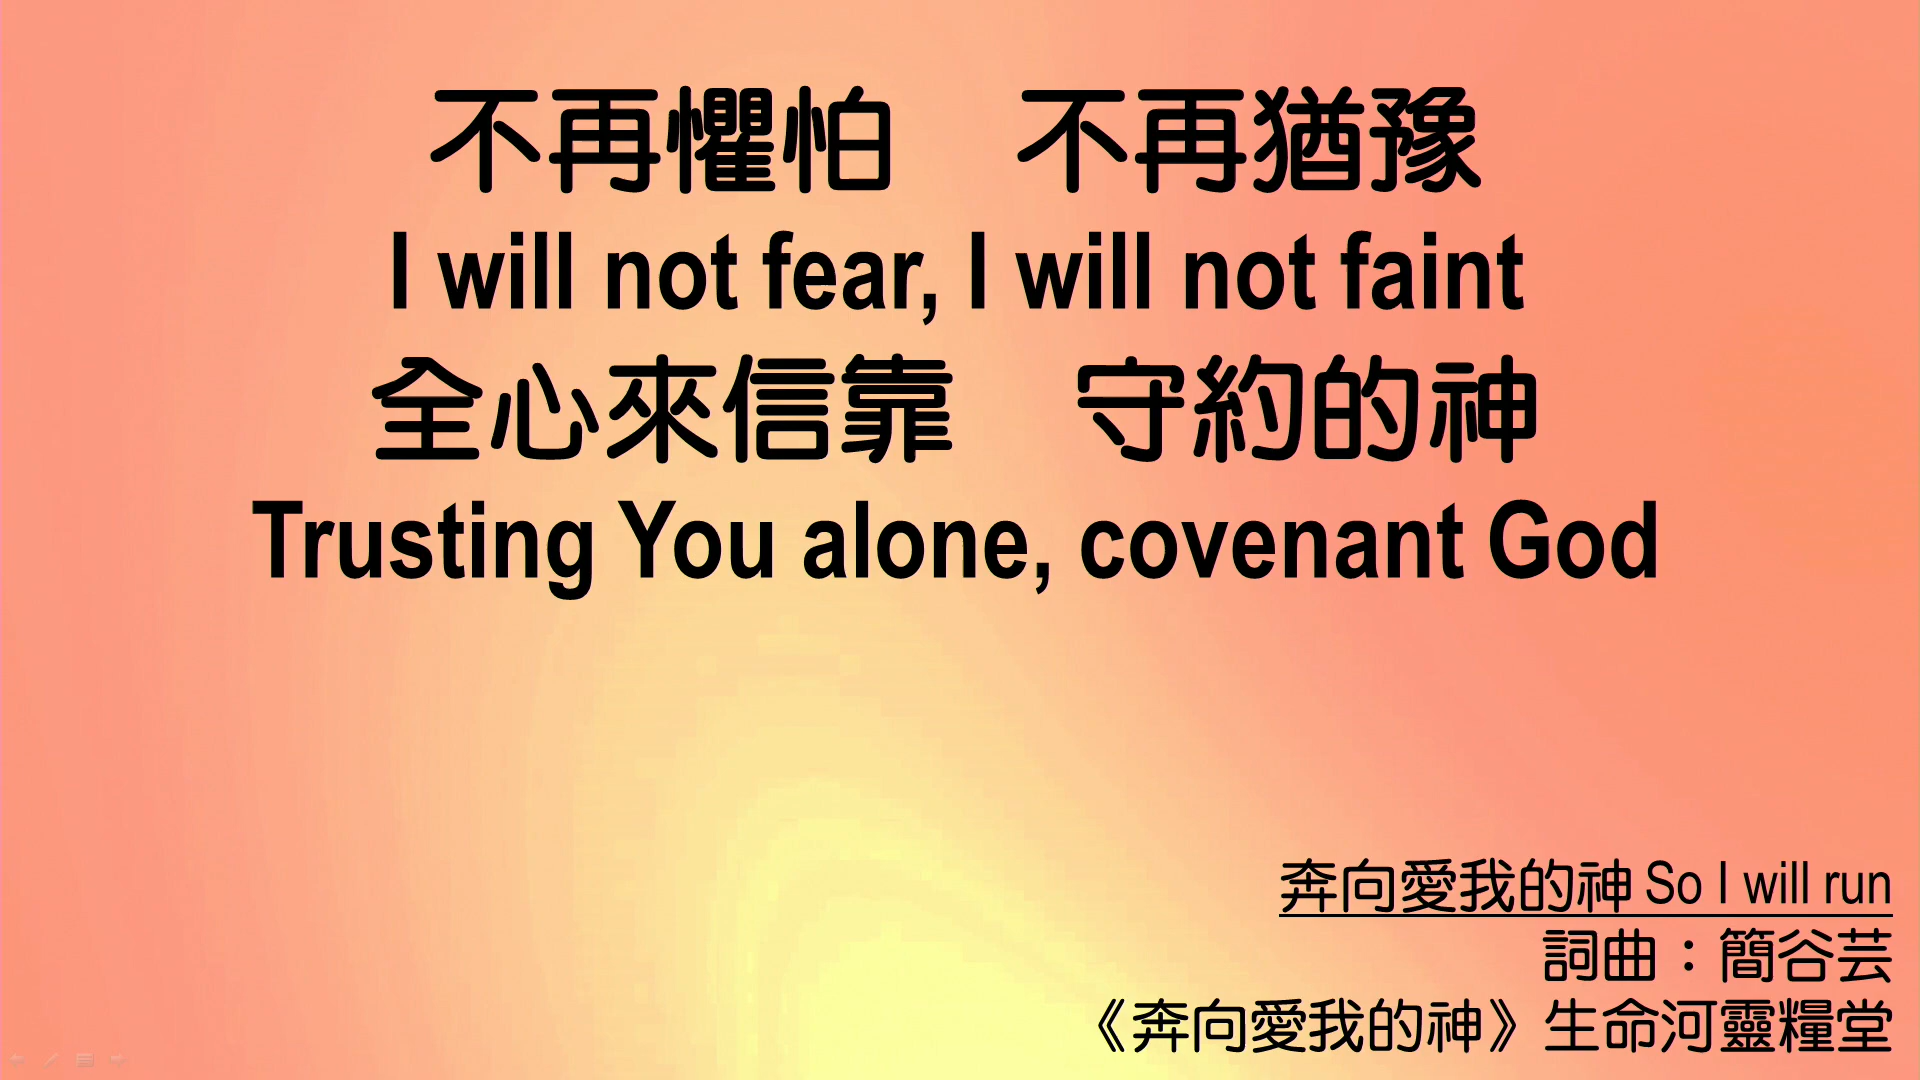 不再懼怕　不再猶豫
I will not fear, I will not faint
全心來信靠　守約的神
Trusting You alone, covenant God
奔向愛我的神 So I will run
詞曲：簡谷芸
《奔向愛我的神》生命河靈糧堂